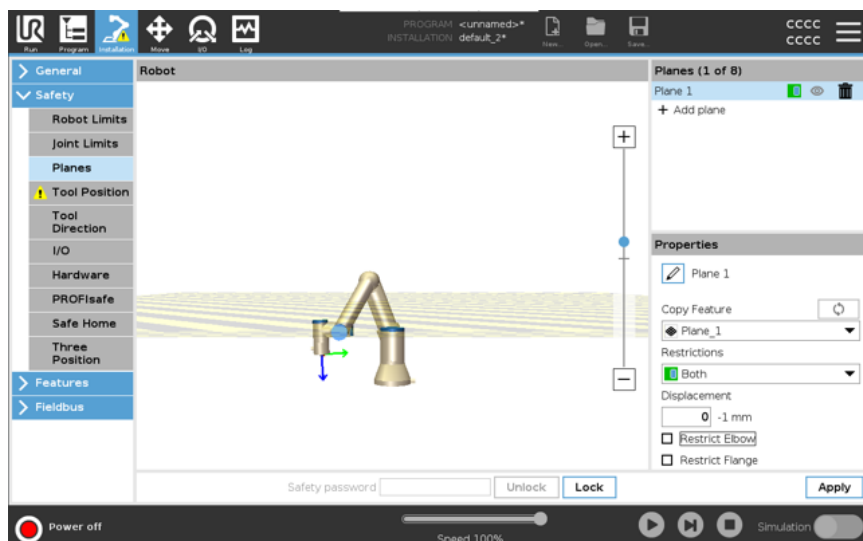 PROGRAM <unnamed>*
INSTALLATION default_2*
UR
Run
Program
Installation
Move
I/O
Log
New...
Open...
Save...
CCCC
CCCC
General
Safety
Robot Limits
Joint Limits
Planes
Tool Position
Tool
Direction
I/O
Hardware
PROFIsafe
Safe Home
Three
Position
Features
Fieldbus
Robot
Planes (1 of 8)
Plane 1
+ Add plane
Properties
Plane 1
Copy Feature
Plane_1
Restrictions
Both
Displacement
0 -1 mm
Restrict Elbow
Restrict Flange
Safety password
Unlock
Lock
Apply
Power off
Speed 100%
Simulation